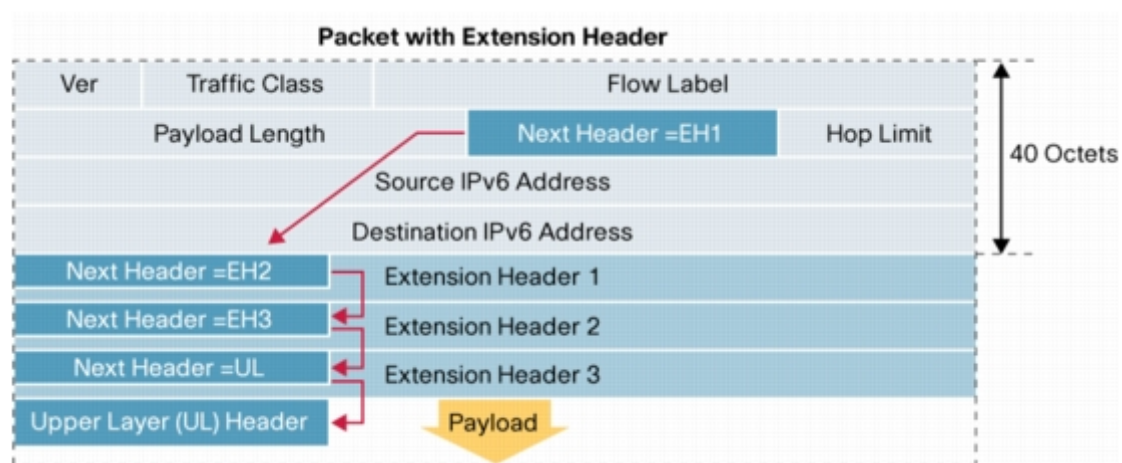 Packet with Extension Header
Ver Traffic Class Flow Label
Payload Length Next Header =EH1 Hop Limit
40 Octets
Source IPv6 Address
Destination IPv6 Address
Next Header =EH2 Extension Header 1
Next Header =EH3 Extension Header 2
Next Header =UL Extension Header 3
Upper Layer (UL) Header Payload